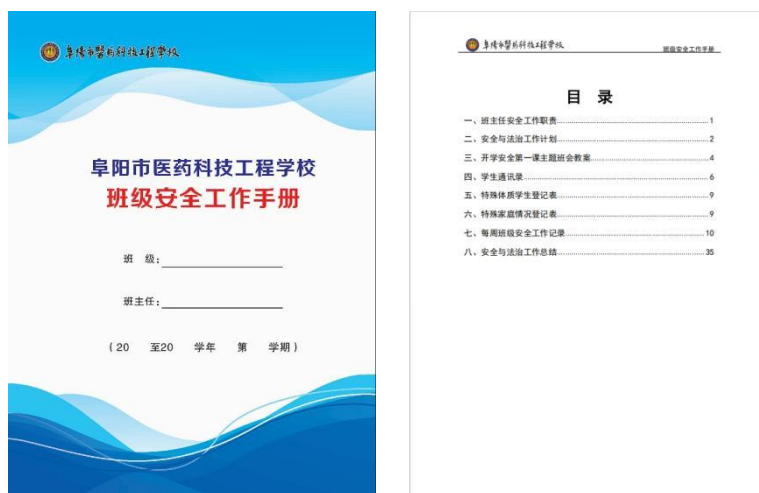 阜阳市医药科技工程学校
阜阳市医药科技工程学校
班级安全工作手册
班 级：
班主任：
（20 至20 学年 第 学期）
阜阳市医药科技工程学校
班级安全工作手册
目 录
一、班主任安全工作职责 1
二、安全与法治工作计划 2
三、开学安全第一课主题班会教案 4
四、学生通讯录 6
五、特殊体质学生登记表 9
六、特殊家庭情况登记表 9
七、每周班级安全工作记录 10
八、安全与法治工作总结 35